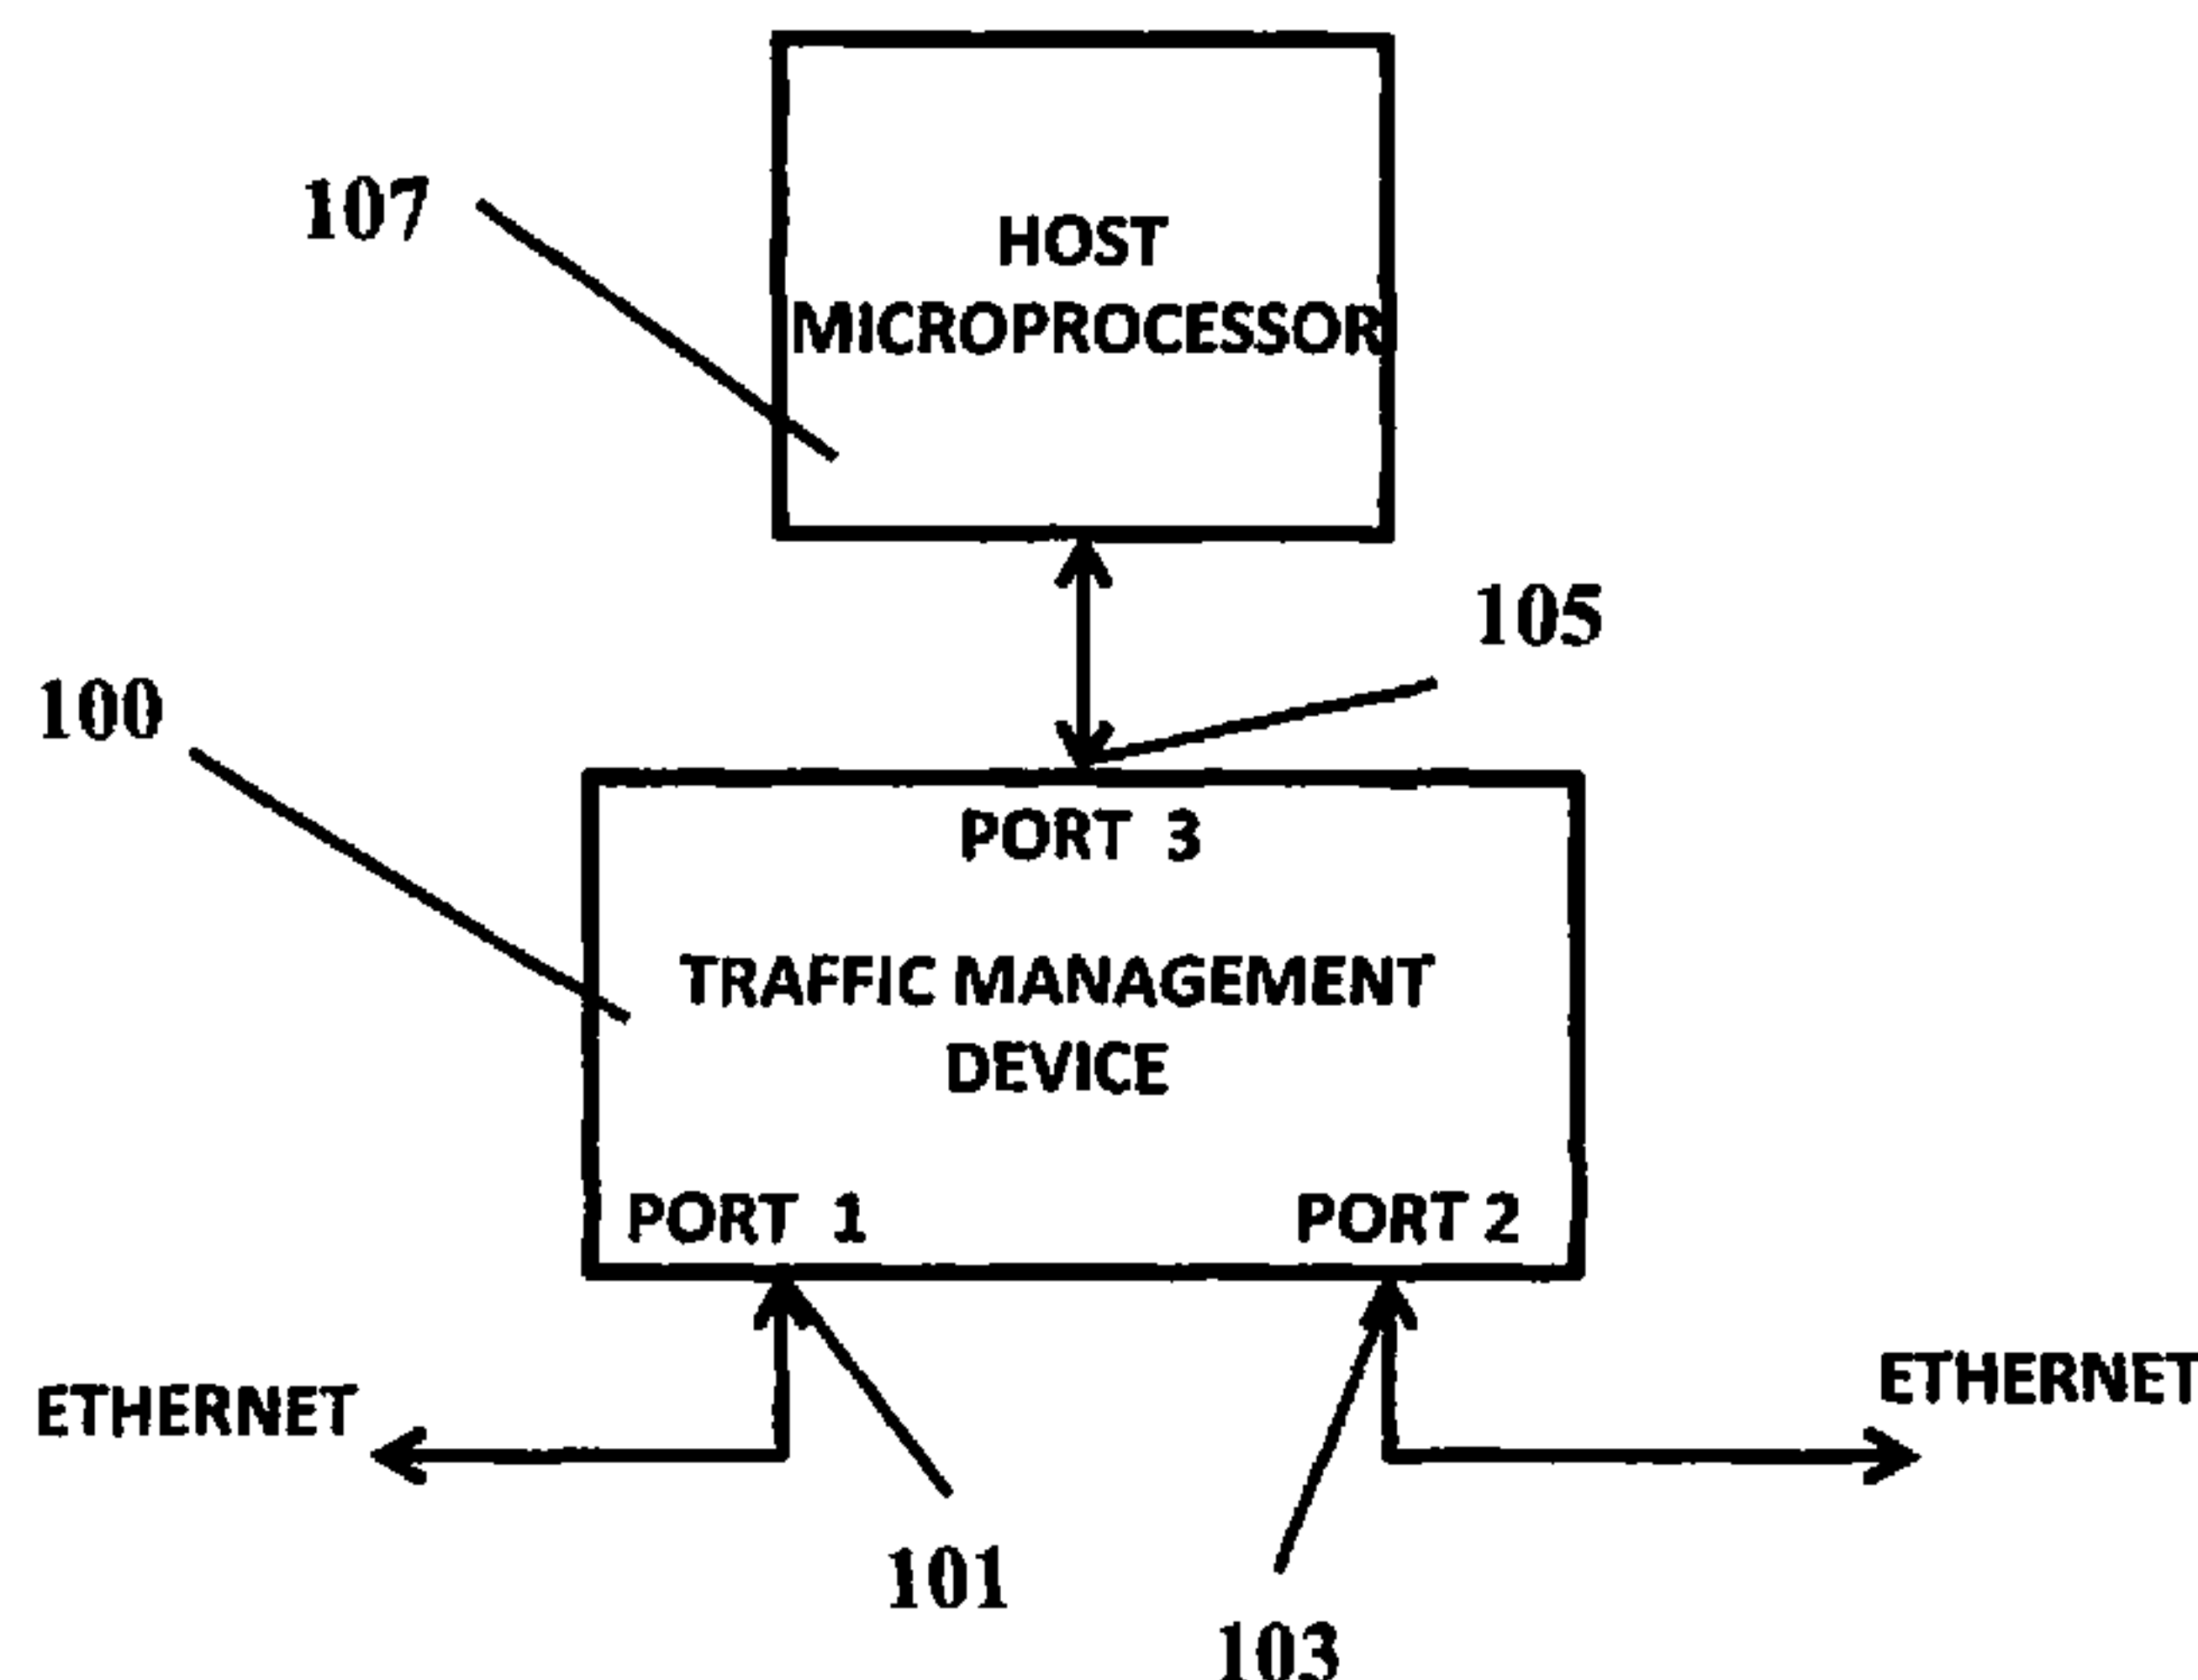 107
HOST
MICROPROCESSOR
105
100
PORT 3
TRAFFIC MANAGEMENT
DEVICE
PORT 1
PORT 2
ETHERNET
ETHERNET
101
103